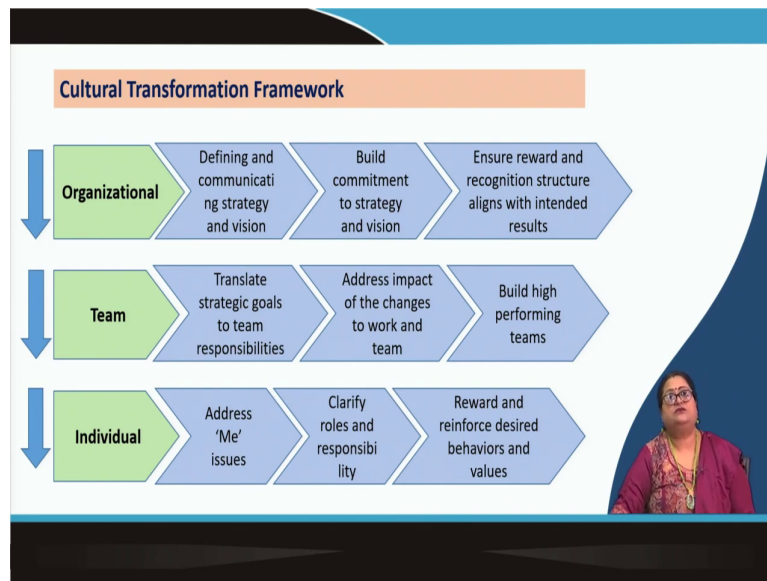 Cultural Transformation Framework
Organizational
Defining and
communicati
ng strategy
and vision
Build
commitment
to strategy
and vision
Ensure reward and
recognition structure
aligns with intended
results
Team
Translate
strategic goals
to team
responsibilities
Address impact
of the changes
to work and
team
Build high
performing
teams
Individual
Address
‘Me’
issues
Clarify
roles and
responsibi
lity
Reward and
reinforce desired
behaviors and
values